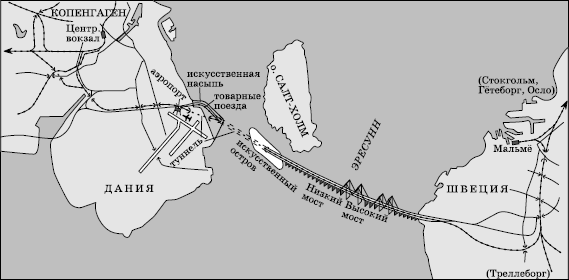 КОПЕНГАГЕН
Центр.
вокзал
аэропорт
искусственная
насыпь
товарные
поезда
туннель
о. САЛТ-ХОЛМ
искусственный
остров
ЭРЕСУНН
Низкий
мост
Высокий
мост
ДАНИЯ
(Стокгольм,
Гётеборг, Осло)
Мальмё
ШВЕЦИЯ
(Треллеборг)